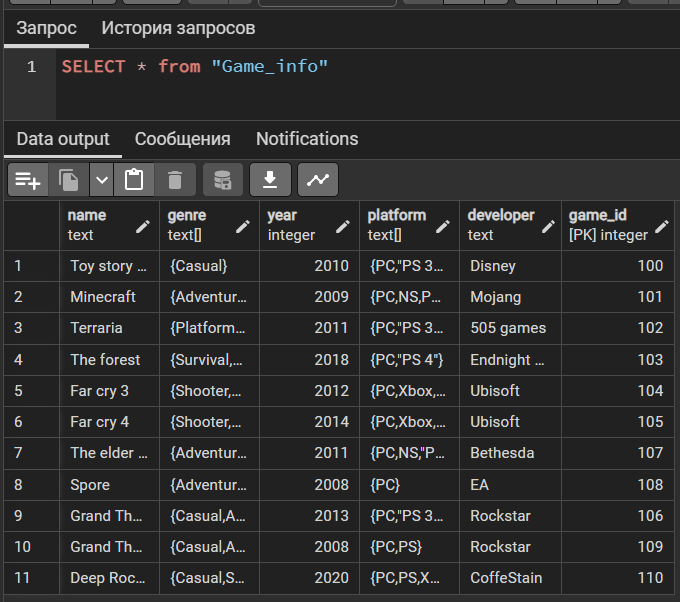 Запрос История запросов
1 SELECT * from "Game_info"
Data output Сообщения Notifications
name genre year platform developer game_id
text text[] integer text[] text [PK] integer
1 Toy story ... {Casual} 2010 {PC,"PS 3... Disney 100
2 Minecraft {Adventur... 2009 {PC,NS,P... Mojang 101
3 Terraria {Platform... 2011 {PC,"PS 3... 505 games 102
4 The forest {Survival,... 2018 {PC,"PS 4"} Endnight ... 103
5 Far cry 3 {Shooter,... 2012 {PC,Xbox,... Ubisoft 104
6 Far cry 4 {Shooter,... 2014 {PC,Xbox,... Ubisoft 105
7 The elder ... {Adventur... 2011 {PC,NS,"P... Bethesda 107
8 Spore {Adventur... 2008 {PC} EA 108
9 Grand Th... {Casual,A... 2013 {PC,"PS 3... Rockstar 106
10 Grand Th... {Casual,A... 2008 {PC,PS} Rockstar 109
11 Deep Roc... {Casual,S... 2020 {PC,PS,X... CoffeStain 110